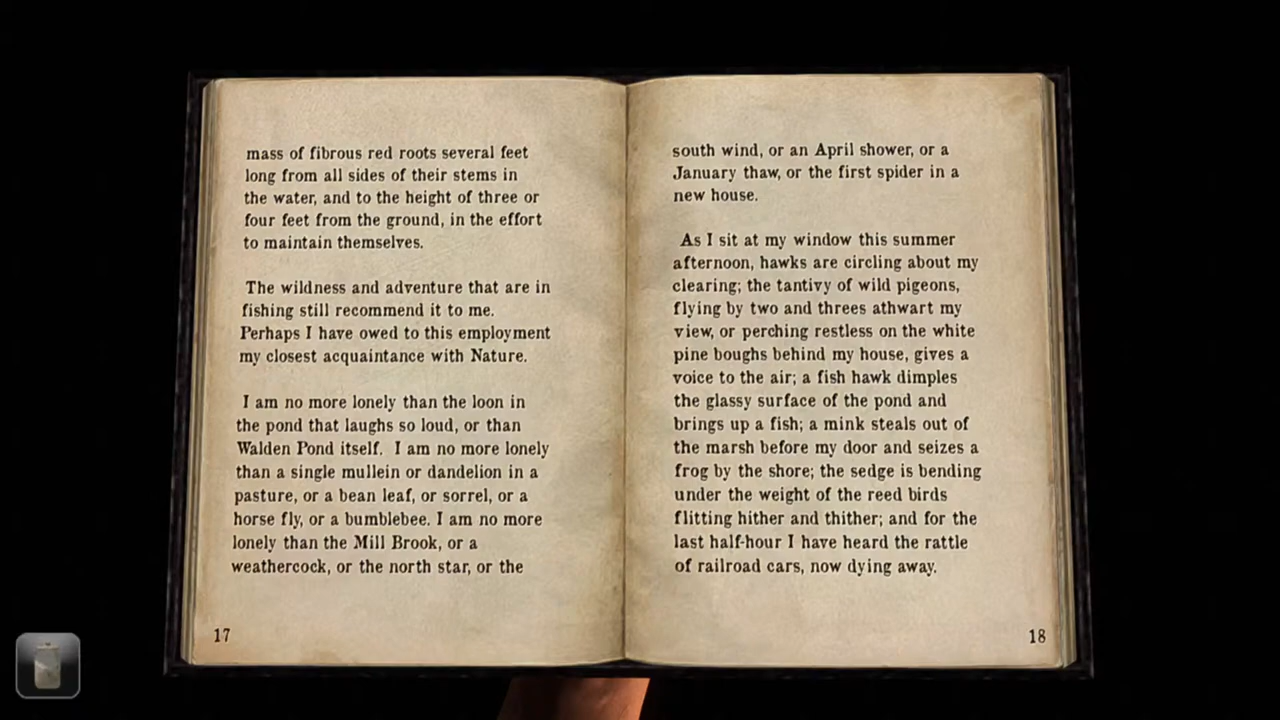 mass of fibrous red roots several feet
long from all sides of their stems in
the water, and to the height of three or
four feet from the ground, in the effort
to maintain themselves.
The wildness and adventure that are in
fishing still recommend it to me.
Perhaps I have owed to this employment
my closest acquaintance with Nature.
I am no more lonely than the loon in
the pond that laughs so loud, or than
Walden Pond itself.  I am no more lonely
than a single mullein or dandelion in a
pasture, or a bean leaf, or sorrel, or a
horse fly, or a bumblebee. I am no more
lonely than the Mill Brook, or a
weathercock, or the north star, or the
17
south wind, or an April shower, or a
January thaw, or the first spider in a
new house.
As I sit at my window this summer
afternoon, hawks are circling about my
clearing; the tantivy of wild pigeons,
flying by two and threes athwart my
view, or perching restless on the white
pine boughs behind my house, gives a
voice to the air; a fish hawk dimples
the glassy surface of the pond and
brings up a fish; a mink steals out of
the marsh before my door and seizes a
frog by the shore; the sedge is bending
under the weight of the reed birds
flitting hither and thither; and for the
last half-hour I have heard the rattle
of railroad cars, now dying away.
18